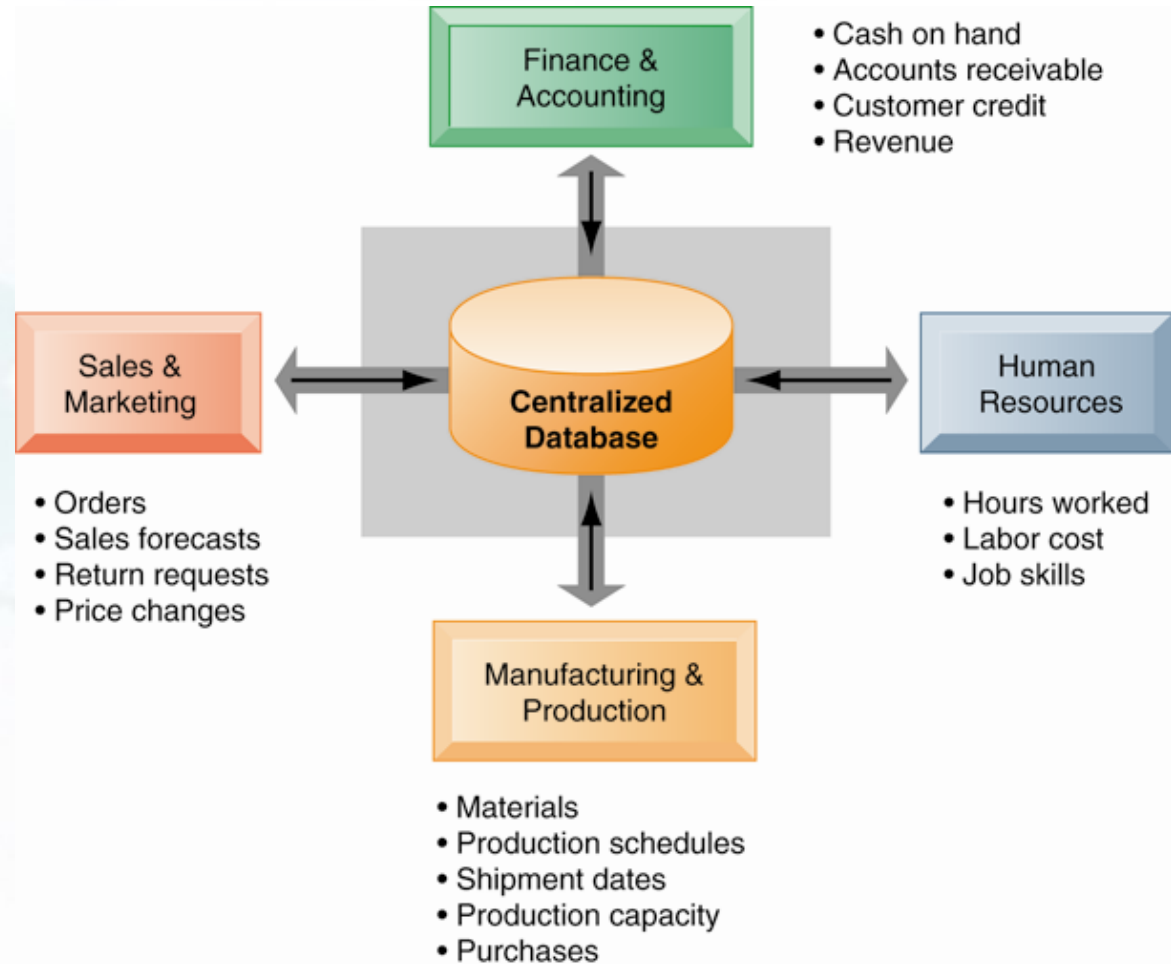 Finance &
Accounting
• Cash on hand
• Accounts receivable
• Customer credit
• Revenue
Sales &
Marketing
• Orders
• Sales forecasts
• Return requests
• Price changes
Centralized
Database
Human
Resources
• Hours worked
• Labor cost
• Job skills
Manufacturing &
Production
• Materials
• Production schedules
• Shipment dates
• Production capacity
• Purchases